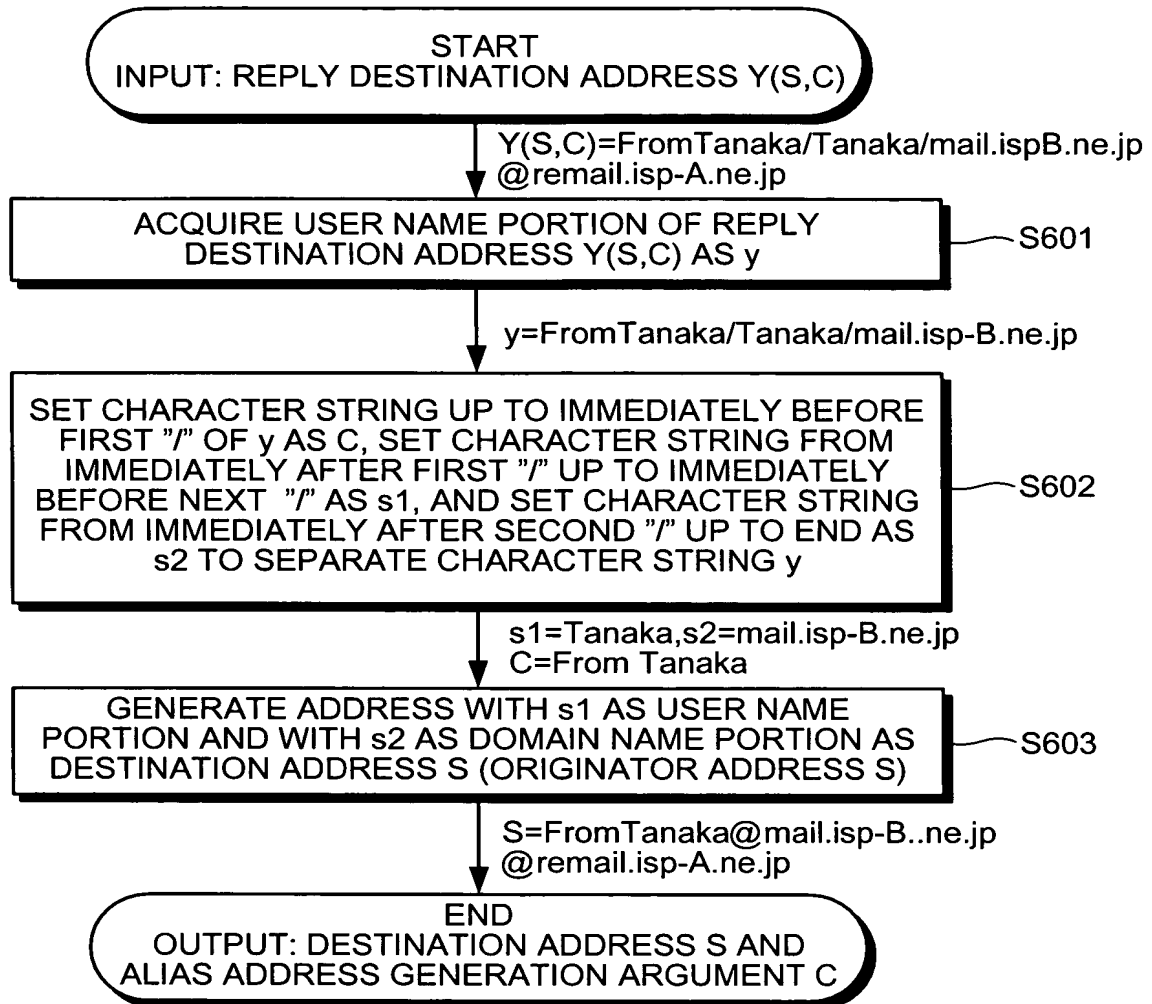 START
INPUT: REPLY DESTINATION ADDRESS Y(S,C)
Y(S,C)=FromTanaka/Tanaka/mail.ispB.ne.jp
@remail.isp-A.ne.jp
ACQUIRE USER NAME PORTION OF REPLY
DESTINATION ADDRESS Y(S,C) AS y
S601
y=FromTanaka/Tanaka/mail.isp-B.ne.jp
SET CHARACTER STRING UP TO IMMEDIATELY BEFORE
FIRST "/" OF y AS C, SET CHARACTER STRING FROM
IMMEDIATELY AFTER FIRST "/" UP TO IMMEDIATELY
BEFORE NEXT "/" AS s1, AND SET CHARACTER STRING
FROM IMMEDIATELY AFTER SECOND "/" UP TO END AS
s2 TO SEPARATE CHARACTER STRING y
S602
s1=Tanaka,s2=mail.isp-B.ne.jp
C=From Tanaka
GENERATE ADDRESS WITH s1 AS USER NAME
PORTION AND WITH s2 AS DOMAIN NAME PORTION AS
DESTINATION ADDRESS S (ORIGINATOR ADDRESS S)
S603
S=FromTanaka@mail.isp-B..ne.jp
@remail.isp-A.ne.jp
END
OUTPUT: DESTINATION ADDRESS S AND
ALIAS ADDRESS GENERATION ARGUMENT C